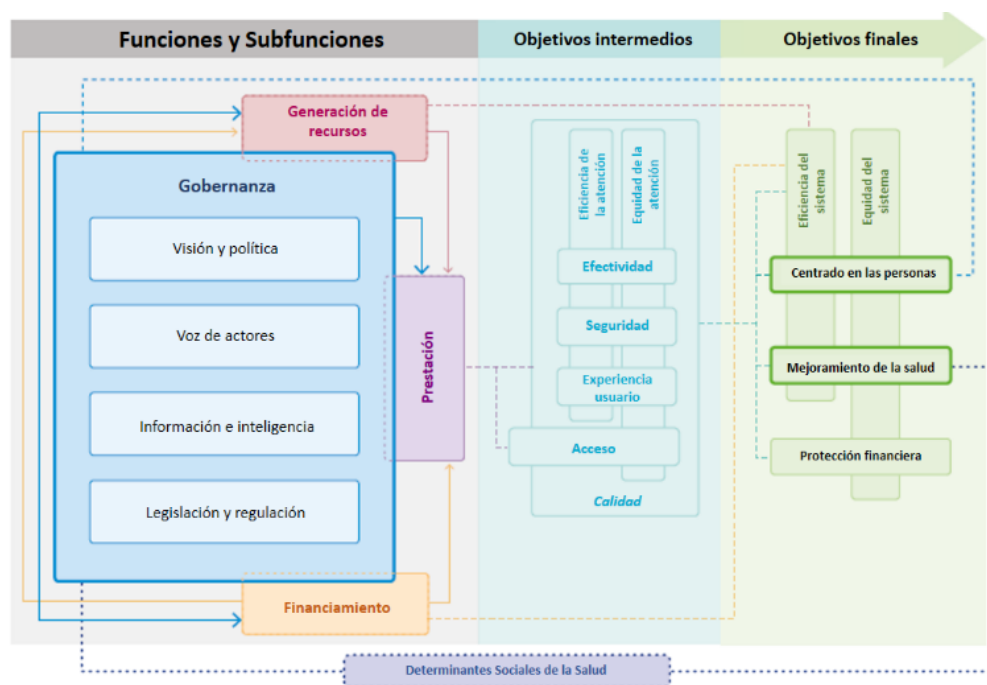 Funciones y Subfunciones
Objetivos intermedios
Objetivos finales
Generación de
recursos
Gobernanza
Visión y política
Voz de actores
Información e inteligencia
Legislación y regulación
Prestación
Financiamiento
Eficiencia de
la atención
Equidad de la
atención
Efectividad
Seguridad
Experiencia
usuario
Acceso
Calidad
Eficiencia del
sistema
Equidad del
sistema
Centrado en las personas
Mejoramiento de la salud
Protección financiera
Determinantes Sociales de la Salud